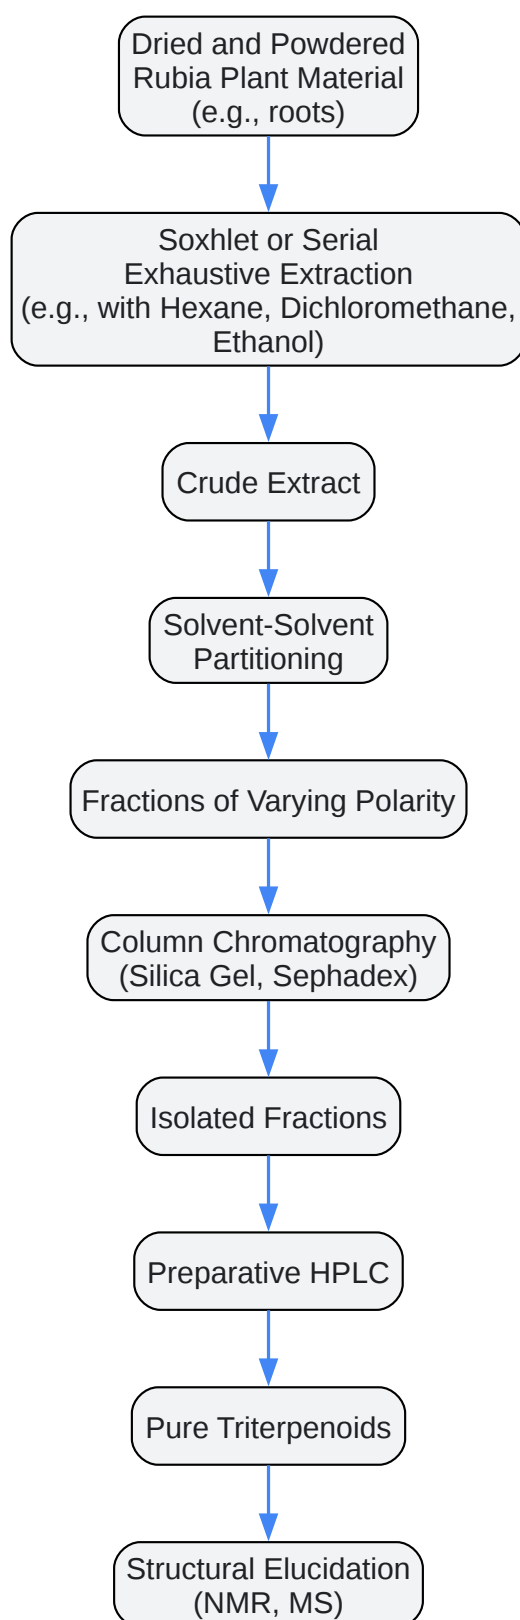 Dried and Powdered
Rubia Plant Material
(e.g., roots)
Soxhlet or Serial
Exhaustive Extraction
(e.g., with Hexane, Dichloromethane,
Ethanol)
Crude Extract
Solvent-Solvent
Partitioning
Fractions of Varying Polarity
Column Chromatography
(Silica Gel, Sephadex)
Isolated Fractions
Preparative HPLC
Pure Triterpenoids
Structural Elucidation
(NMR, MS)